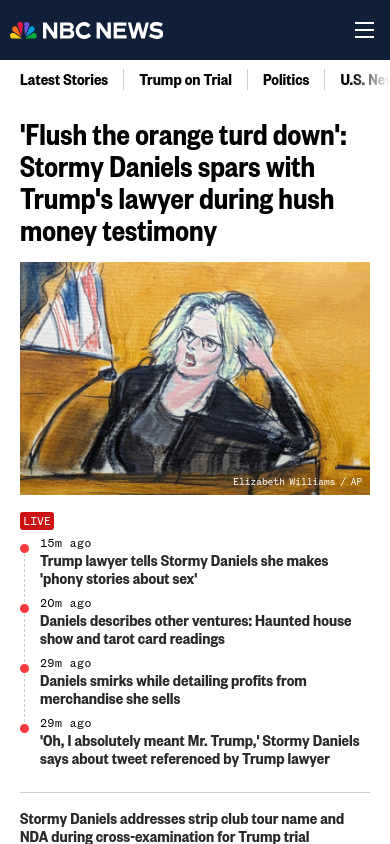 NBC NEWS
Latest Stories
Trump on Trial
Politics
U.S. Ne
'Flush the orange turd down':
Stormy Daniels spars with
Trump's lawyer during hush
money testimony
Elizabeth Williams / AP
LIVE
15m ago
Trump lawyer tells Stormy Daniels she makes
'phony stories about sex'
20m ago
Daniels describes other ventures: Haunted house
show and tarot card readings
29m ago
Daniels smirks while detailing profits from
merchandise she sells
29m ago
'Oh, I absolutely meant Mr. Trump,' Stormy Daniels
says about tweet referenced by Trump lawyer
Stormy Daniels addresses strip club tour name and
NDA during cross-examination for Trump trial